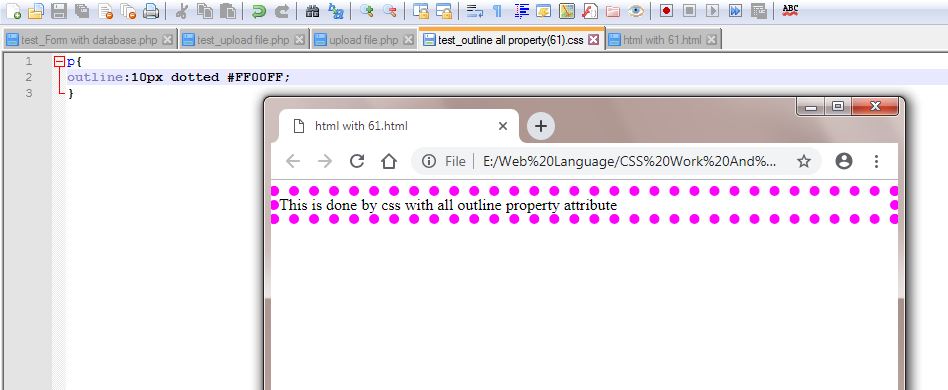 ABC
test_Form with database.php
test_upload file.php
upload file.php
test_outline all property(61).css
html with 61.html
1 p{
2 outline:10px dotted #FF00FF;
3 }
html with 61.html
File | E:/Web%20Language/CSS%20Work%20And%...
This is done by css with all outline property attribute